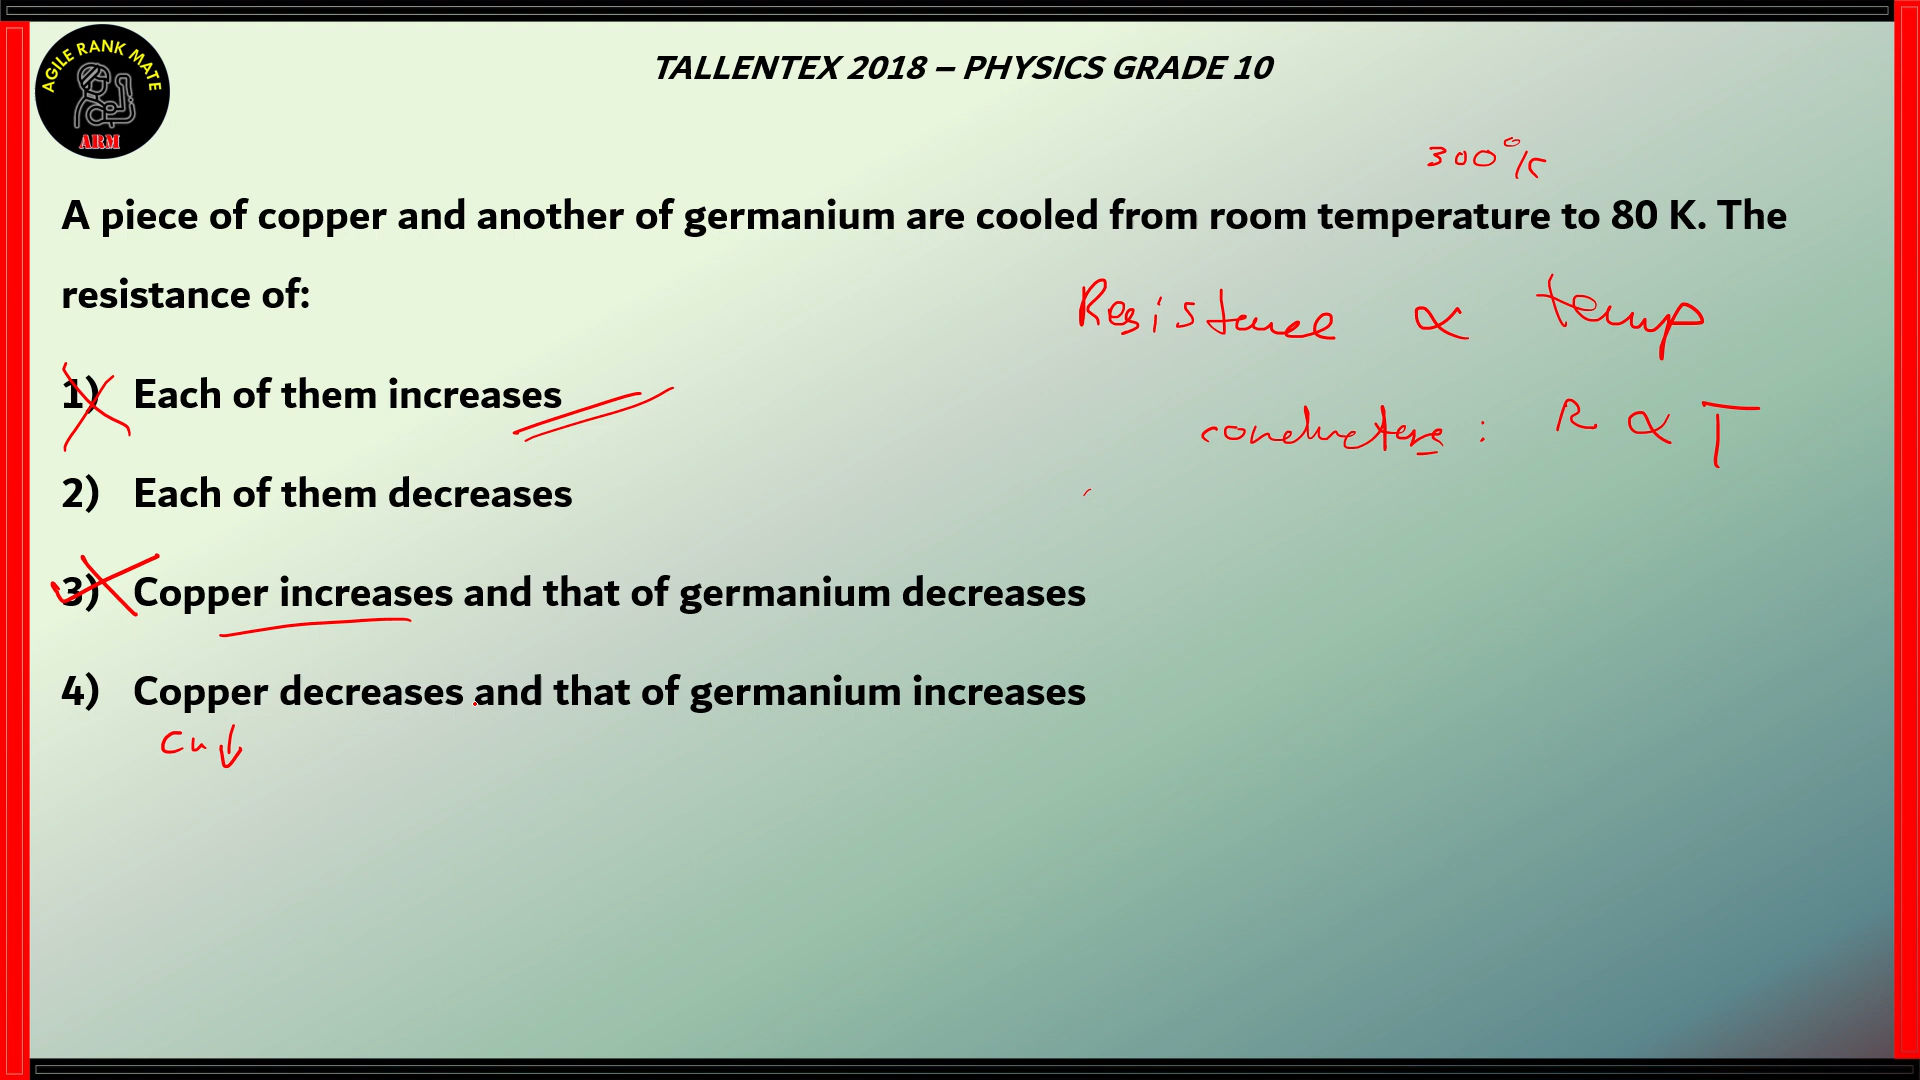 AGILE RANK MATE
ARM
TALLENTEX 2018 – PHYSICS GRADE 10
300°K
A piece of copper and another of germanium are cooled from room temperature to 80 K. The
resistance of:
Resistance ∝ temp
1) Each of them increases
conductors : R ∝ T
2) Each of them decreases
3) Copper increases and that of germanium decreases
4) Copper decreases and that of germanium increases
Cu ↓